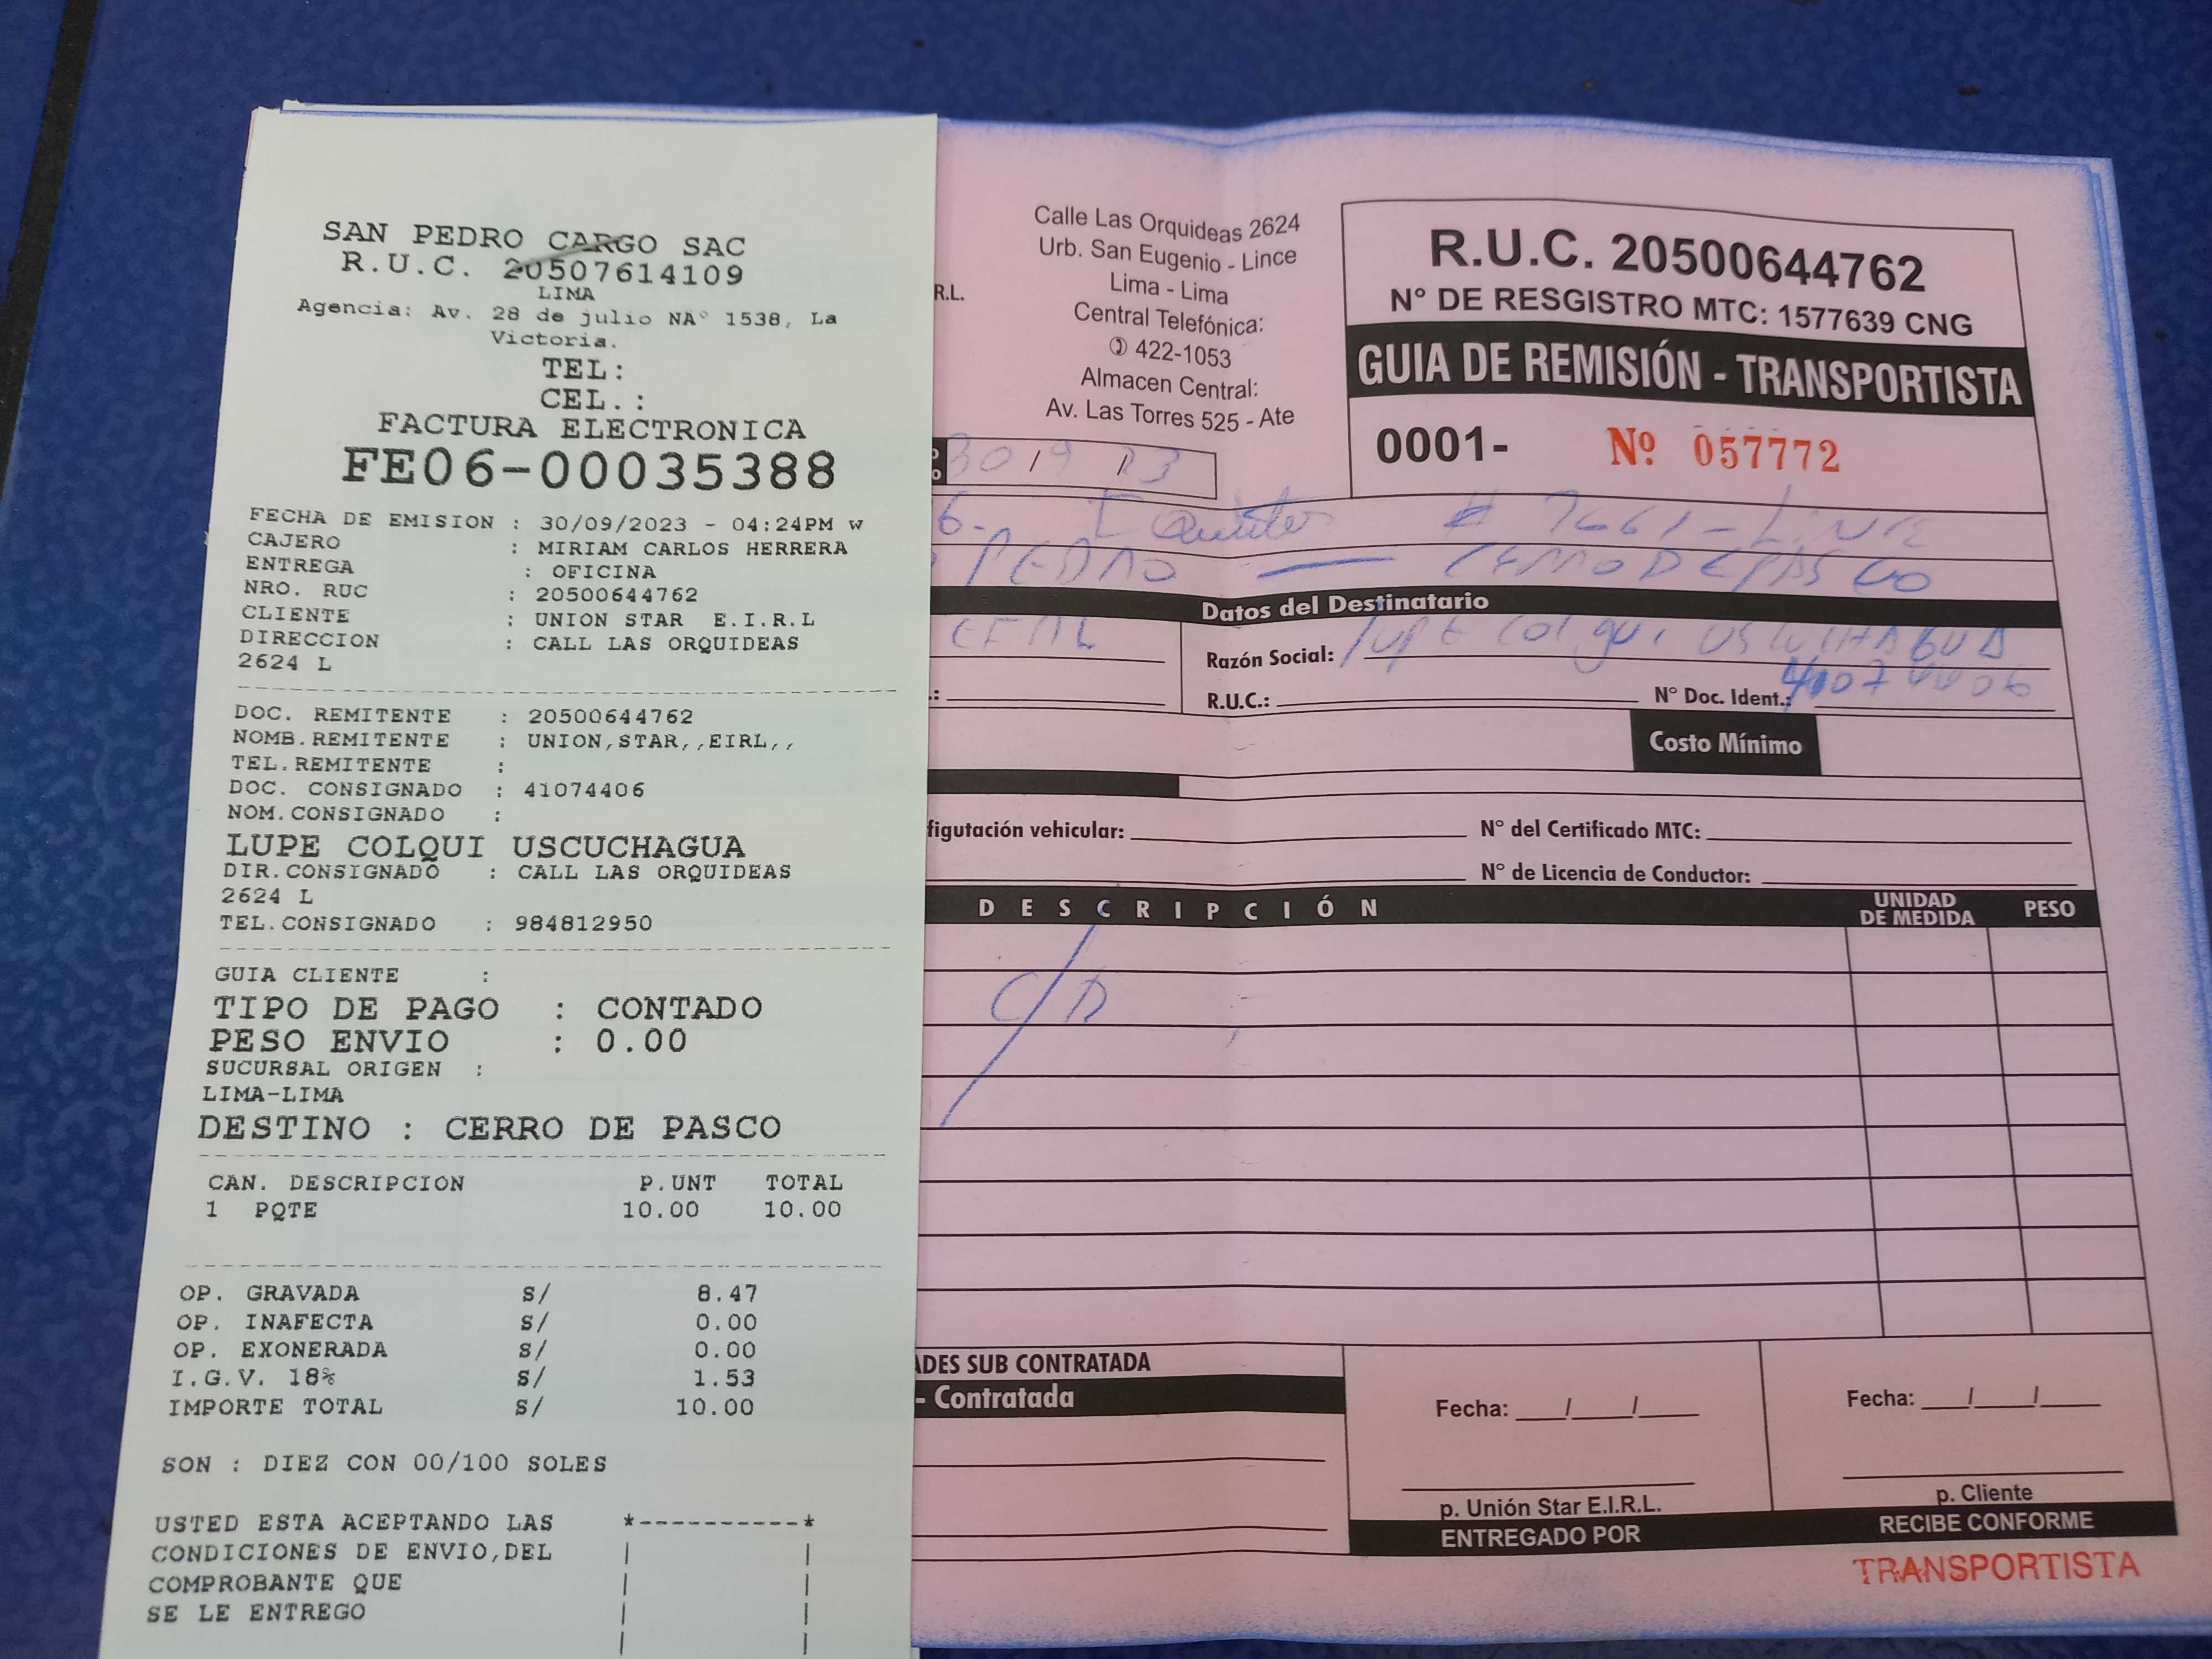 SAN PEDRO CARGO SAC
R.U.C. 20507614109
LIMA
Agencia: Av. 28 de julio NA° 1538, La
Victoria.
TEL:
CEL.:
FACTURA ELECTRONICA
FE06-00035388
FECHA DE EMISION : 30/09/2023 - 04:24PM w
CAJERO : MIRIAM CARLOS HERRERA
ENTREGA : OFICINA
NRO. RUC : 20500644762
CLIENTE : UNION STAR E.I.R.L
DIRECCION : CALL LAS ORQUIDEAS
2624 L
DOC. REMITENTE : 20500644762
NOMB.REMITENTE : UNION,STAR,,EIRL,,
TEL.REMITENTE :
DOC. CONSIGNADO : 41074406
NOM.CONSIGNADO :
LUPE COLQUI USCUCHAGUA
DIR.CONSIGNADO : CALL LAS ORQUIDEAS
2624 L
TEL.CONSIGNADO : 984812950
GUIA CLIENTE :
TIPO DE PAGO : CONTADO
PESO ENVIO : 0.00
SUCURSAL ORIGEN :
LIMA-LIMA
DESTINO : CERRO DE PASCO
CAN. DESCRIPCION P.UNT TOTAL
1 PQTE 10.00 10.00
OP. GRAVADA S/ 8.47
OP. INAFECTA S/ 0.00
OP. EXONERADA S/ 0.00
I.G.V. 18% S/ 1.53
IMPORTE TOTAL S/ 10.00
SON : DIEZ CON 00/100 SOLES
USTED ESTA ACEPTANDO LAS
CONDICIONES DE ENVIO,DEL
COMPROBANTE QUE
SE LE ENTREGO
R.L.
Calle Las Orquideas 2624
Urb. San Eugenio - Lince
Lima - Lima
Central Telefónica:
422-1053
Almacen Central:
Av. Las Torres 525 - Ate
R.U.C. 20500644762
N° DE RESGISTRO MTC: 1577639 CNG
GUIA DE REMISIÓN - TRANSPORTISTA
0001- Nº 057772
30/9/23
PEDRO — CERRO DE PASCO
Datos del Destinatario
Razón Social: Lupe Colqui
R.U.C.: N° Doc. Ident.:
Costo Mínimo
figutación vehicular: N° del Certificado MTC:
N° de Licencia de Conductor:
DESCRIPCIÓN UNIDAD DE MEDIDA PESO
ADES SUB CONTRATADA
- Contratada
Fecha: / / Fecha: / /
p. Unión Star E.I.R.L. p. Cliente
ENTREGADO POR RECIBE CONFORME
TRANSPORTISTA